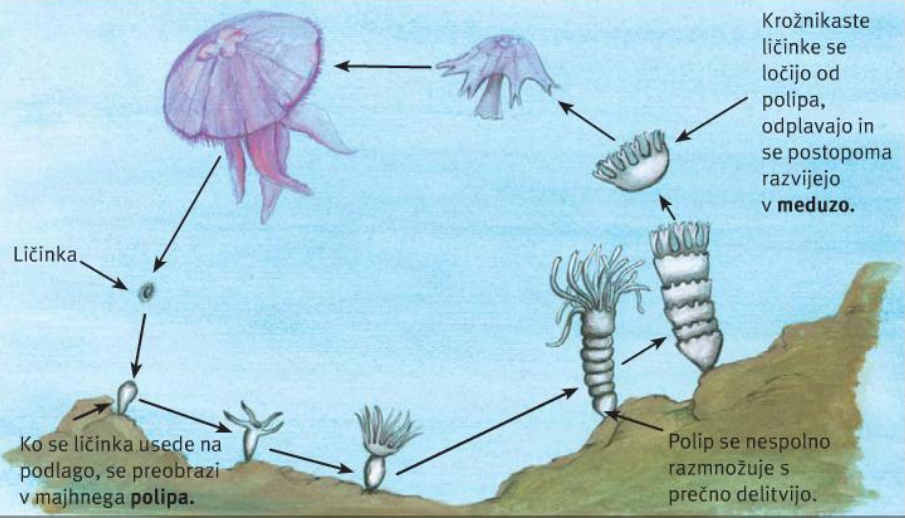 Krožnikaste
ličinke se
ločijo od
polipa,
odplavajo in
se postopoma
razvijejo
v meduzo.
Ličinka
Ko se ličinka usede na
podlago, se preobrazi
v majhnega polipa.
Polip se nespolno
razmnožuje s
prečno delitvijo.